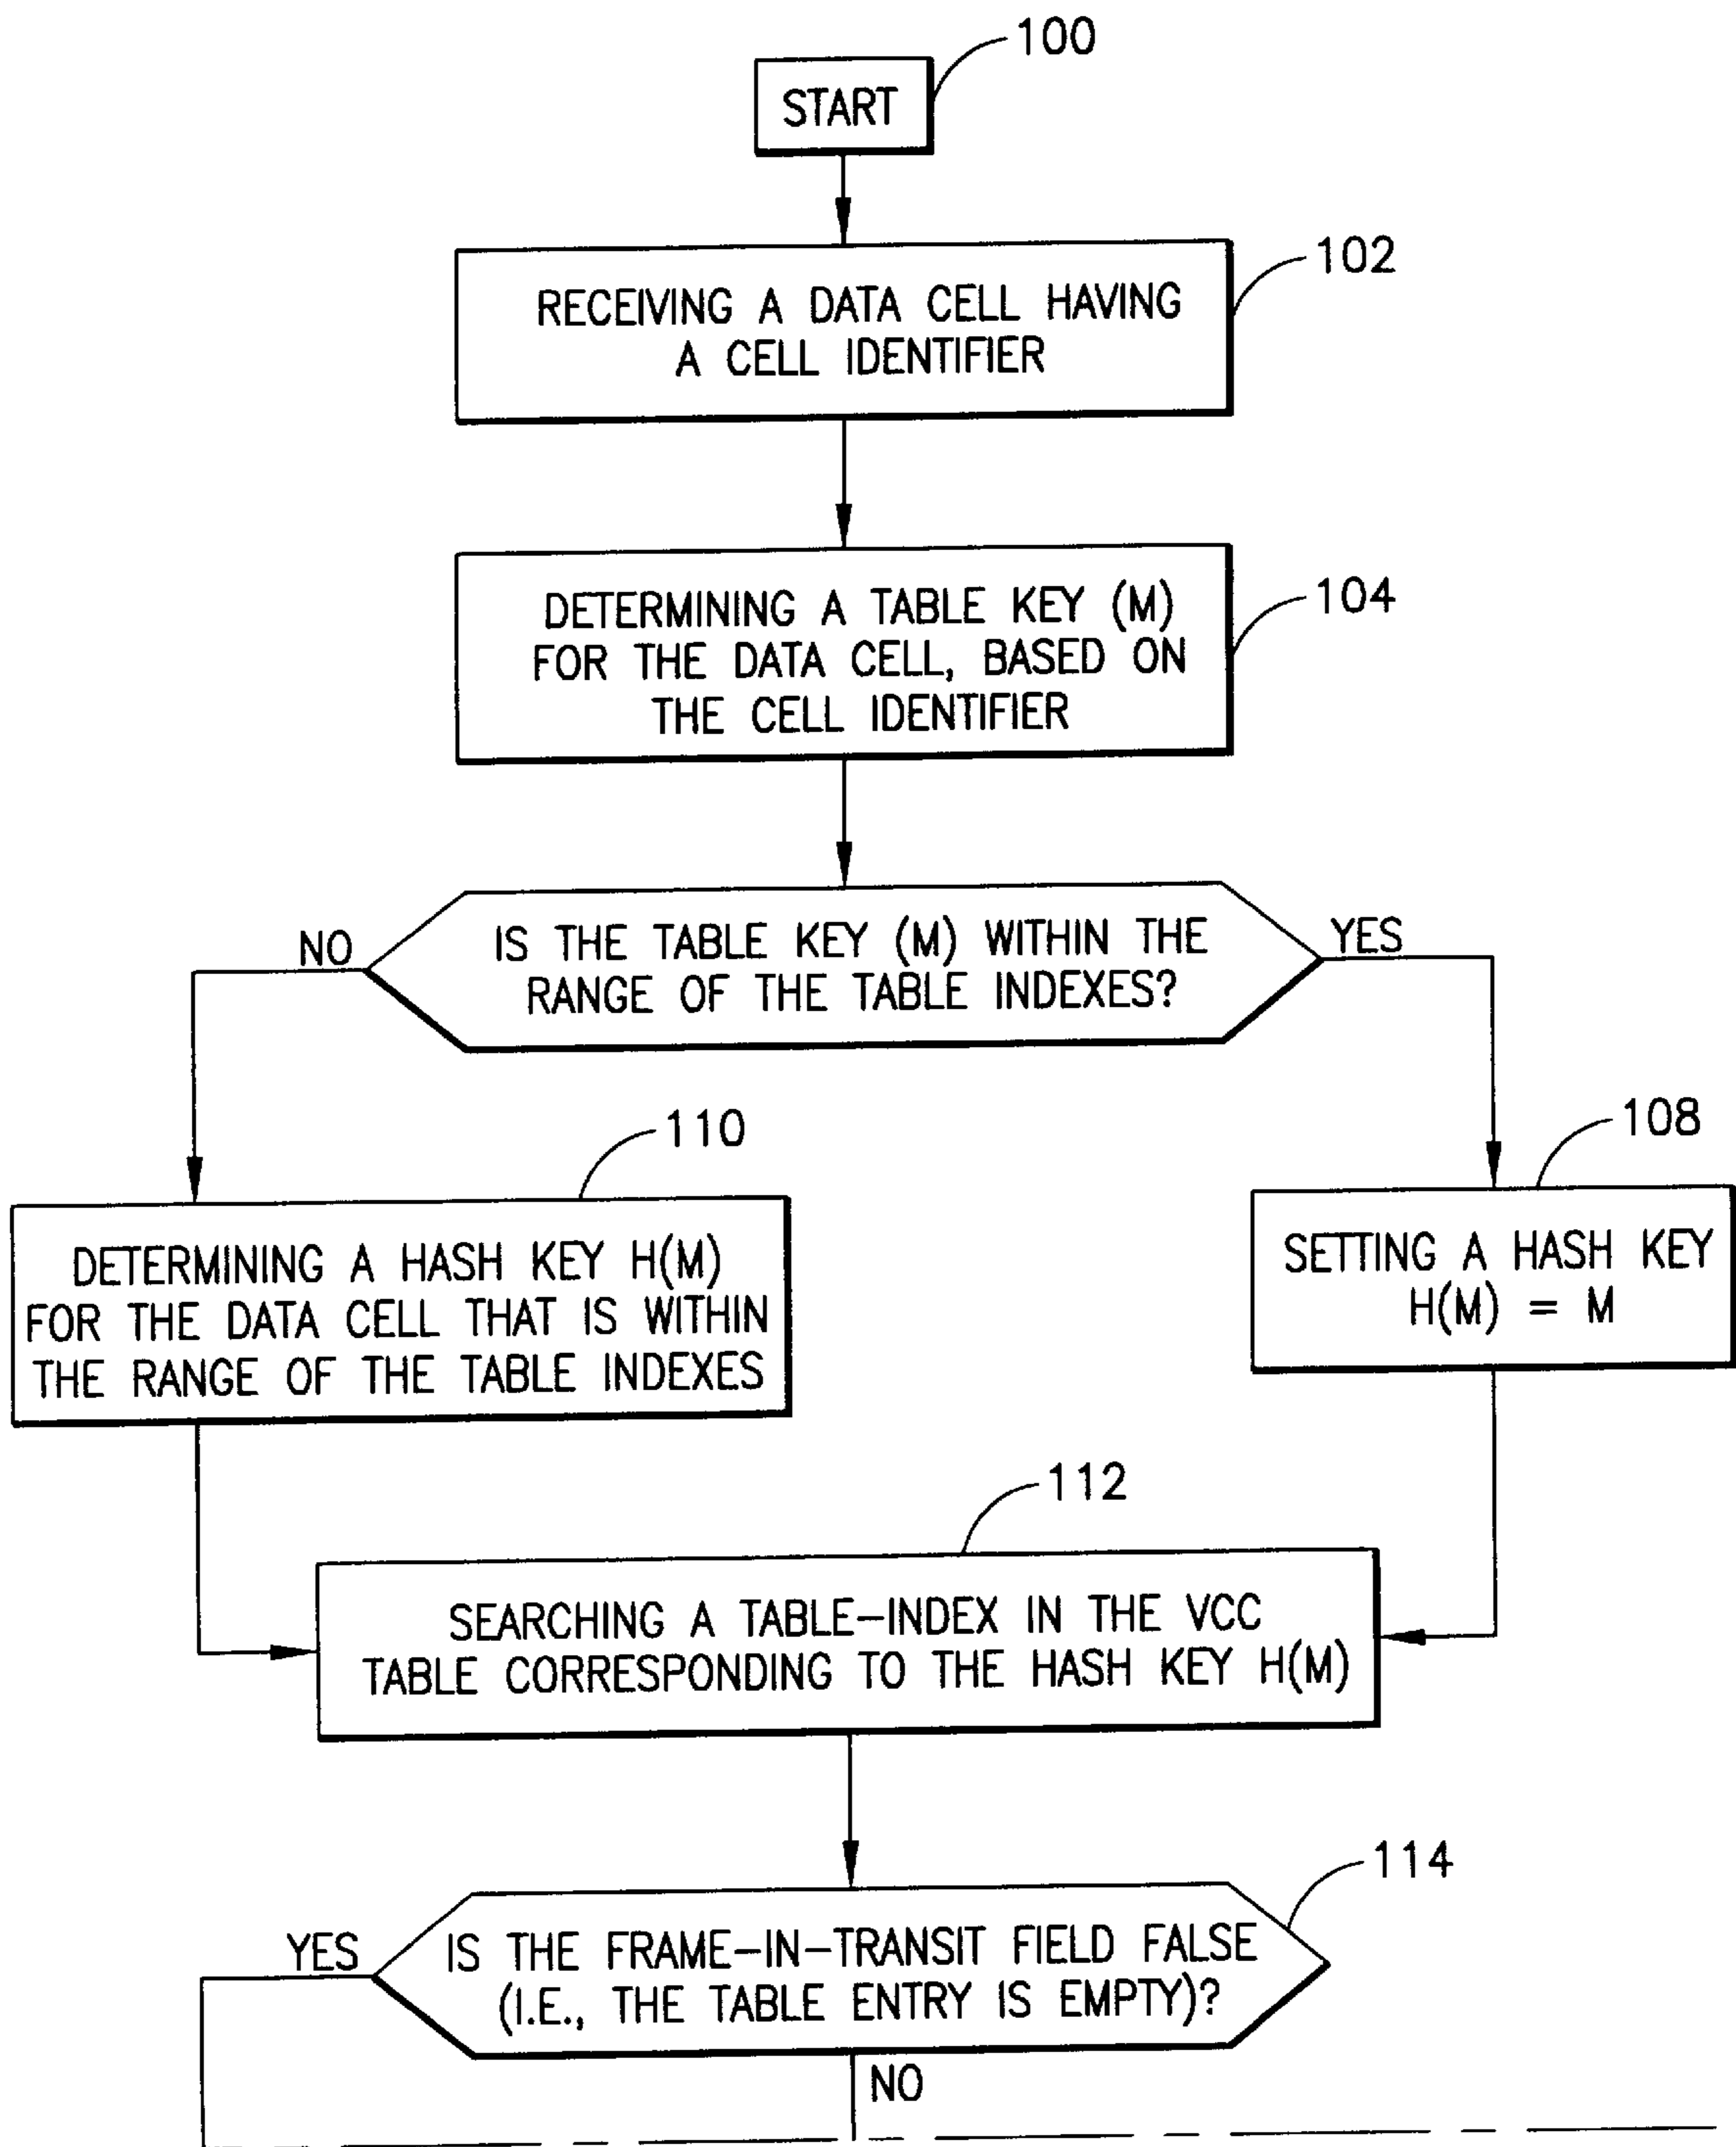 100
START
102
RECEIVING A DATA CELL HAVING
A CELL IDENTIFIER
104
DETERMINING A TABLE KEY (M)
FOR THE DATA CELL, BASED ON
THE CELL IDENTIFIER
NO
IS THE TABLE KEY (M) WITHIN THE
RANGE OF THE TABLE INDEXES?
YES
110
DETERMINING A HASH KEY H(M)
FOR THE DATA CELL THAT IS WITHIN
THE RANGE OF THE TABLE INDEXES
108
SETTING A HASH KEY
H(M) = M
112
SEARCHING A TABLE-INDEX IN THE VCC
TABLE CORRESPONDING TO THE HASH KEY H(M)
114
YES
IS THE FRAME-IN-TRANSIT FIELD FALSE
(I.E., THE TABLE ENTRY IS EMPTY)?
NO